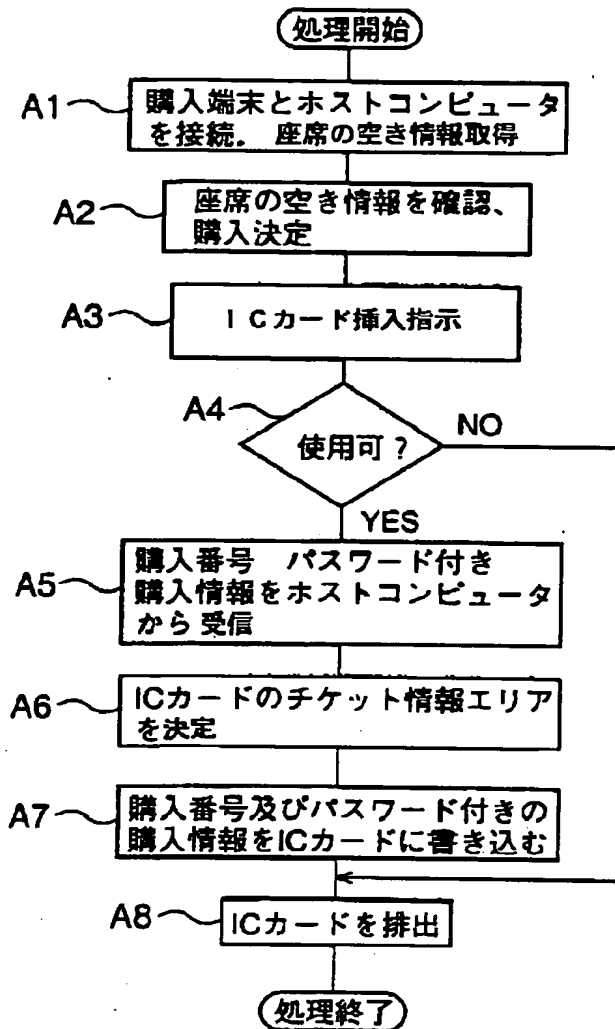 処理開始
A1
購入端末とホストコンピュータ
を接続. 座席の空き情報取得
A2
座席の空き情報を確認、
購入決定
A3
ICカード挿入指示
A4
使用可?
NO
YES
A5
購入番号 パスワード付き
購入情報をホストコンピュータ
から受信
A6
ICカードのチケット情報エリア
を決定
A7
購入番号及びパスワード付きの
購入情報をICカードに書き込む
A8
ICカードを排出
処理終了